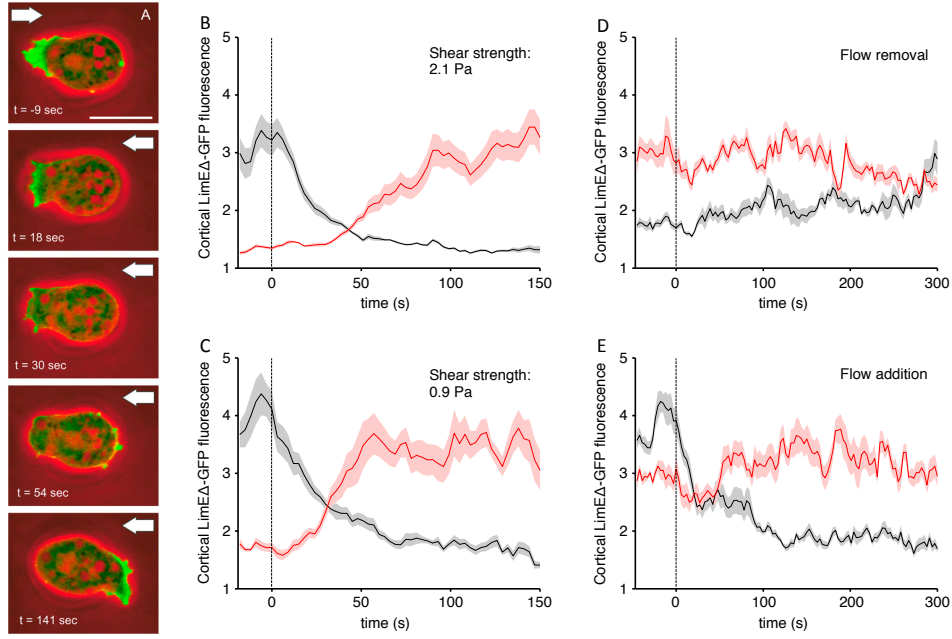 A
t = -9 sec
t = 18 sec
t = 30 sec
t = 54 sec
t = 141 sec
B
Shear strength:
2.1 Pa
Cortical LimEΔ-GFP fluorescence
5
4
3
2
1
0
50
100
150
time (s)
C
Shear strength:
0.9 Pa
Cortical LimEΔ-GFP fluorescence
5
4
3
2
1
0
50
100
150
time (s)
D
Flow removal
Cortical LimEΔ-GFP fluorescence
5
4
3
2
1
0
100
200
300
time (s)
E
Flow addition
Cortical LimEΔ-GFP fluorescence
5
4
3
2
1
0
100
200
300
time (s)